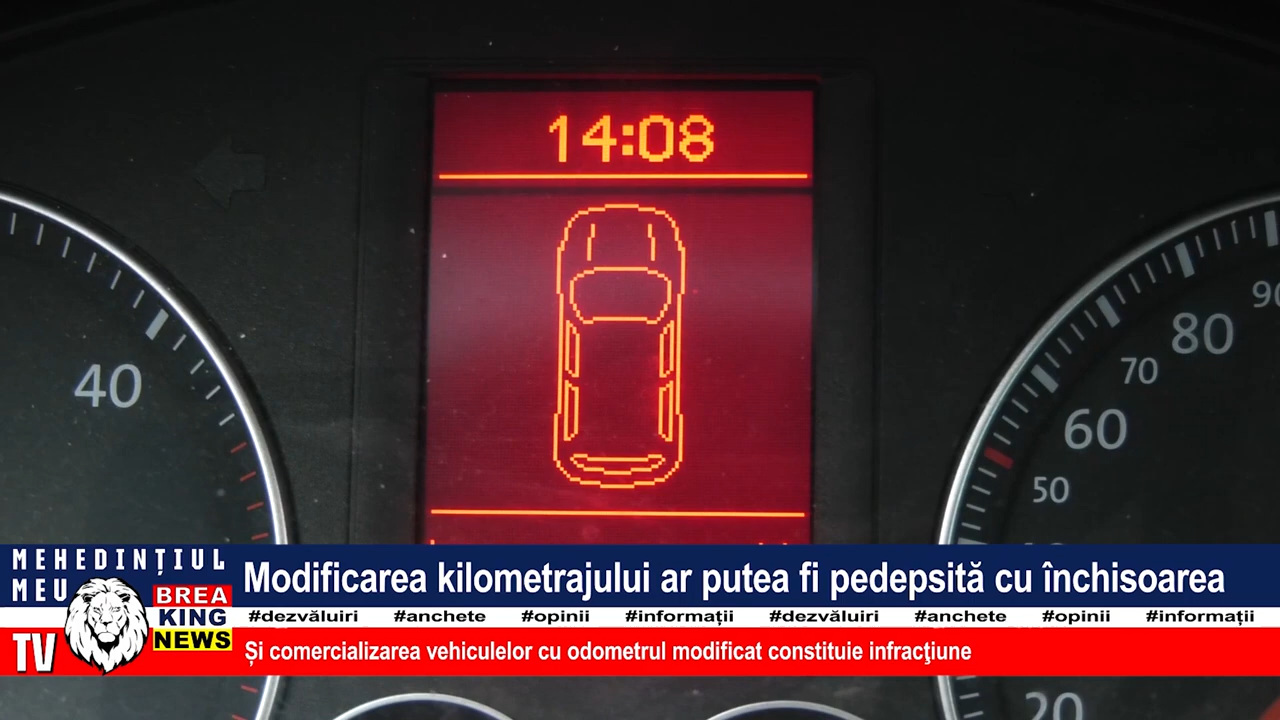 14:08
40
90
80
70
60
50
20
MEHEDINȚIUL
MEU
BREA
KING
NEWS
TV
Modificarea kilometrajului ar putea fi pedepsită cu închisoarea
#dezvăluiri #anchete #opinii #informații #dezvăluiri #anchete #opinii #informații
Și comercializarea vehiculelor cu odometrul modificat constituie infracţiune